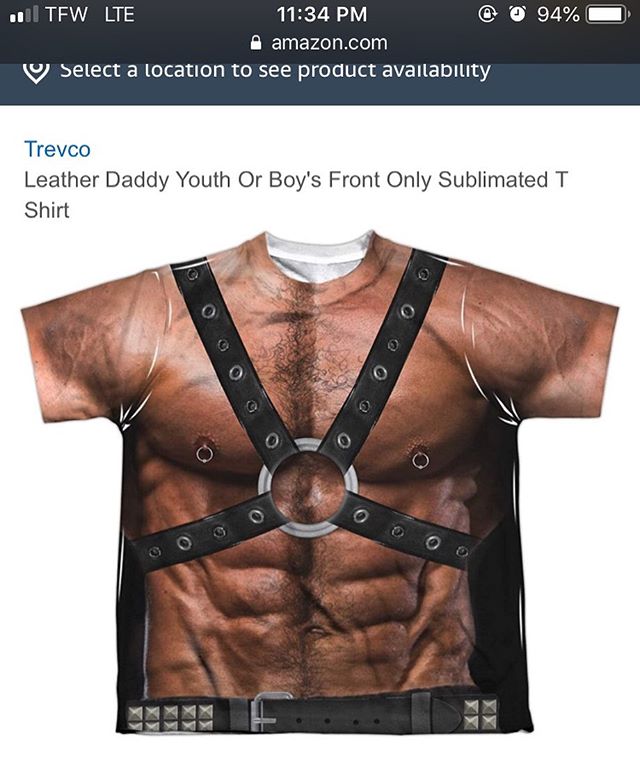 TFW LTE 11:34 PM 94%
amazon.com
Select a location to see product availability
Trevco
Leather Daddy Youth Or Boy's Front Only Sublimated T
Shirt